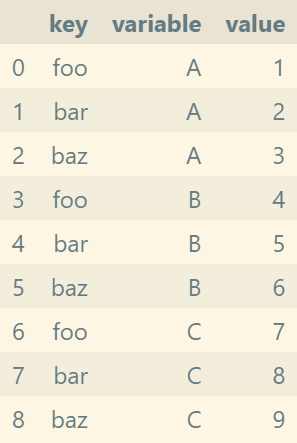 key variable value
0 foo A 1
1 bar A 2
2 baz A 3
3 foo B 4
4 bar B 5
5 baz B 6
6 foo C 7
7 bar C 8
8 baz C 9